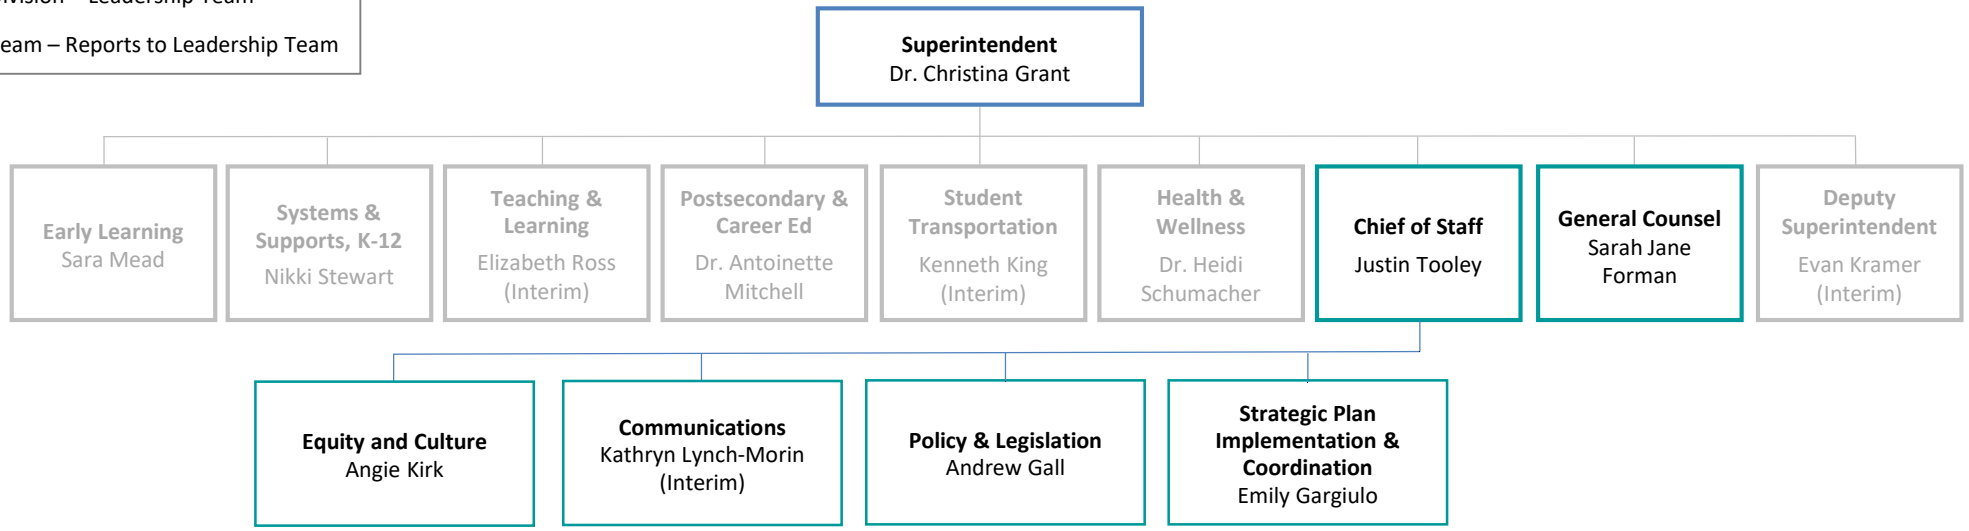 Leadership Team
– Reports to Leadership Team
Superintendent
Dr. Christina Grant
Early Learning
Sara Mead
Systems &
Supports, K-12
Nikki Stewart
Teaching &
Learning
Elizabeth Ross
(Interim)
Postsecondary &
Career Ed
Dr. Antoinette
Mitchell
Student
Transportation
Kenneth King
(Interim)
Health &
Wellness
Dr. Heidi
Schumacher
Chief of Staff
Justin Tooley
General Counsel
Sarah Jane
Forman
Deputy
Superintendent
Evan Kramer
(Interim)
Equity and Culture
Angie Kirk
Communications
Kathryn Lynch-Morin
(Interim)
Policy & Legislation
Andrew Gall
Strategic Plan
Implementation &
Coordination
Emily Gargiulo